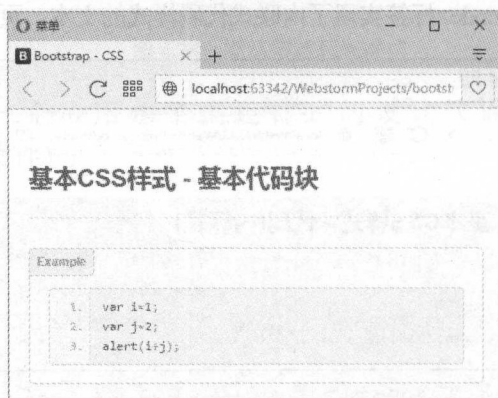 菜单
Bootstrap - CSS
localhost:63342/WebstormProjects/bootst
基本CSS样式 - 基本代码块
Example
1. var i=1;
2. var j=2;
3. alert(i+j);